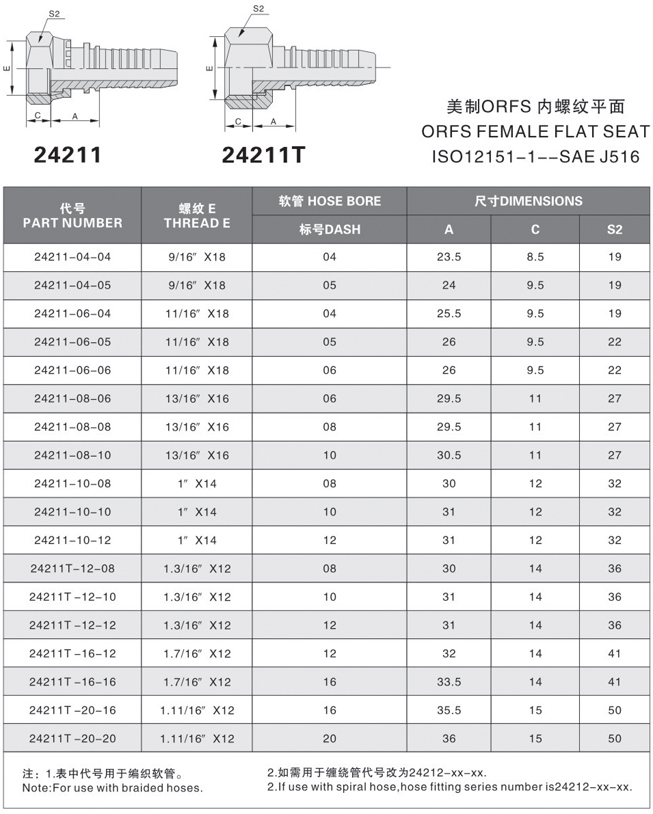 S2
S2
E
E
C
A
C
A
24211
24211T
美制ORFS 内螺纹平面
ORFS FEMALE FLAT SEAT
ISO12151-1--SAE J516
代号 螺纹 E 软管 HOSE BORE 尺寸DIMENSIONS
PART NUMBER THREAD E 标号DASH A C S2
24211-04-04 9/16″ X18 04 23.5 8.5 19
24211-04-05 9/16″ X18 05 24 9.5 19
24211-06-04 11/16″ X18 04 25.5 9.5 19
24211-06-05 11/16″ X18 05 26 9.5 22
24211-06-06 11/16″ X18 06 26 9.5 22
24211-08-06 13/16″ X16 06 29.5 11 27
24211-08-08 13/16″ X16 08 29.5 11 27
24211-08-10 13/16″ X16 10 30.5 11 27
24211-10-08 1″ X14 08 30 12 32
24211-10-10 1″ X14 10 31 12 32
24211-10-12 1″ X14 12 31 12 32
24211T-12-08 1.3/16″ X12 08 30 14 36
24211T -12-10 1.3/16″ X12 10 31 14 36
24211T -12-12 1.3/16″ X12 12 31 14 36
24211T -16-12 1.7/16″ X12 12 32 14 41
24211T -16-16 1.7/16″ X12 16 33.5 14 41
24211T -20-16 1.11/16″ X12 16 35.5 15 50
24211T -20-20 1.11/16″ X12 20 36 15 50
注：1.表中代号用于编织软管。 2.如需用于缠绕管代号改为24212-xx-xx.
Note:For use with braided hoses. 2.If use with spiral hose,hose fitting series number is24212-xx-xx.